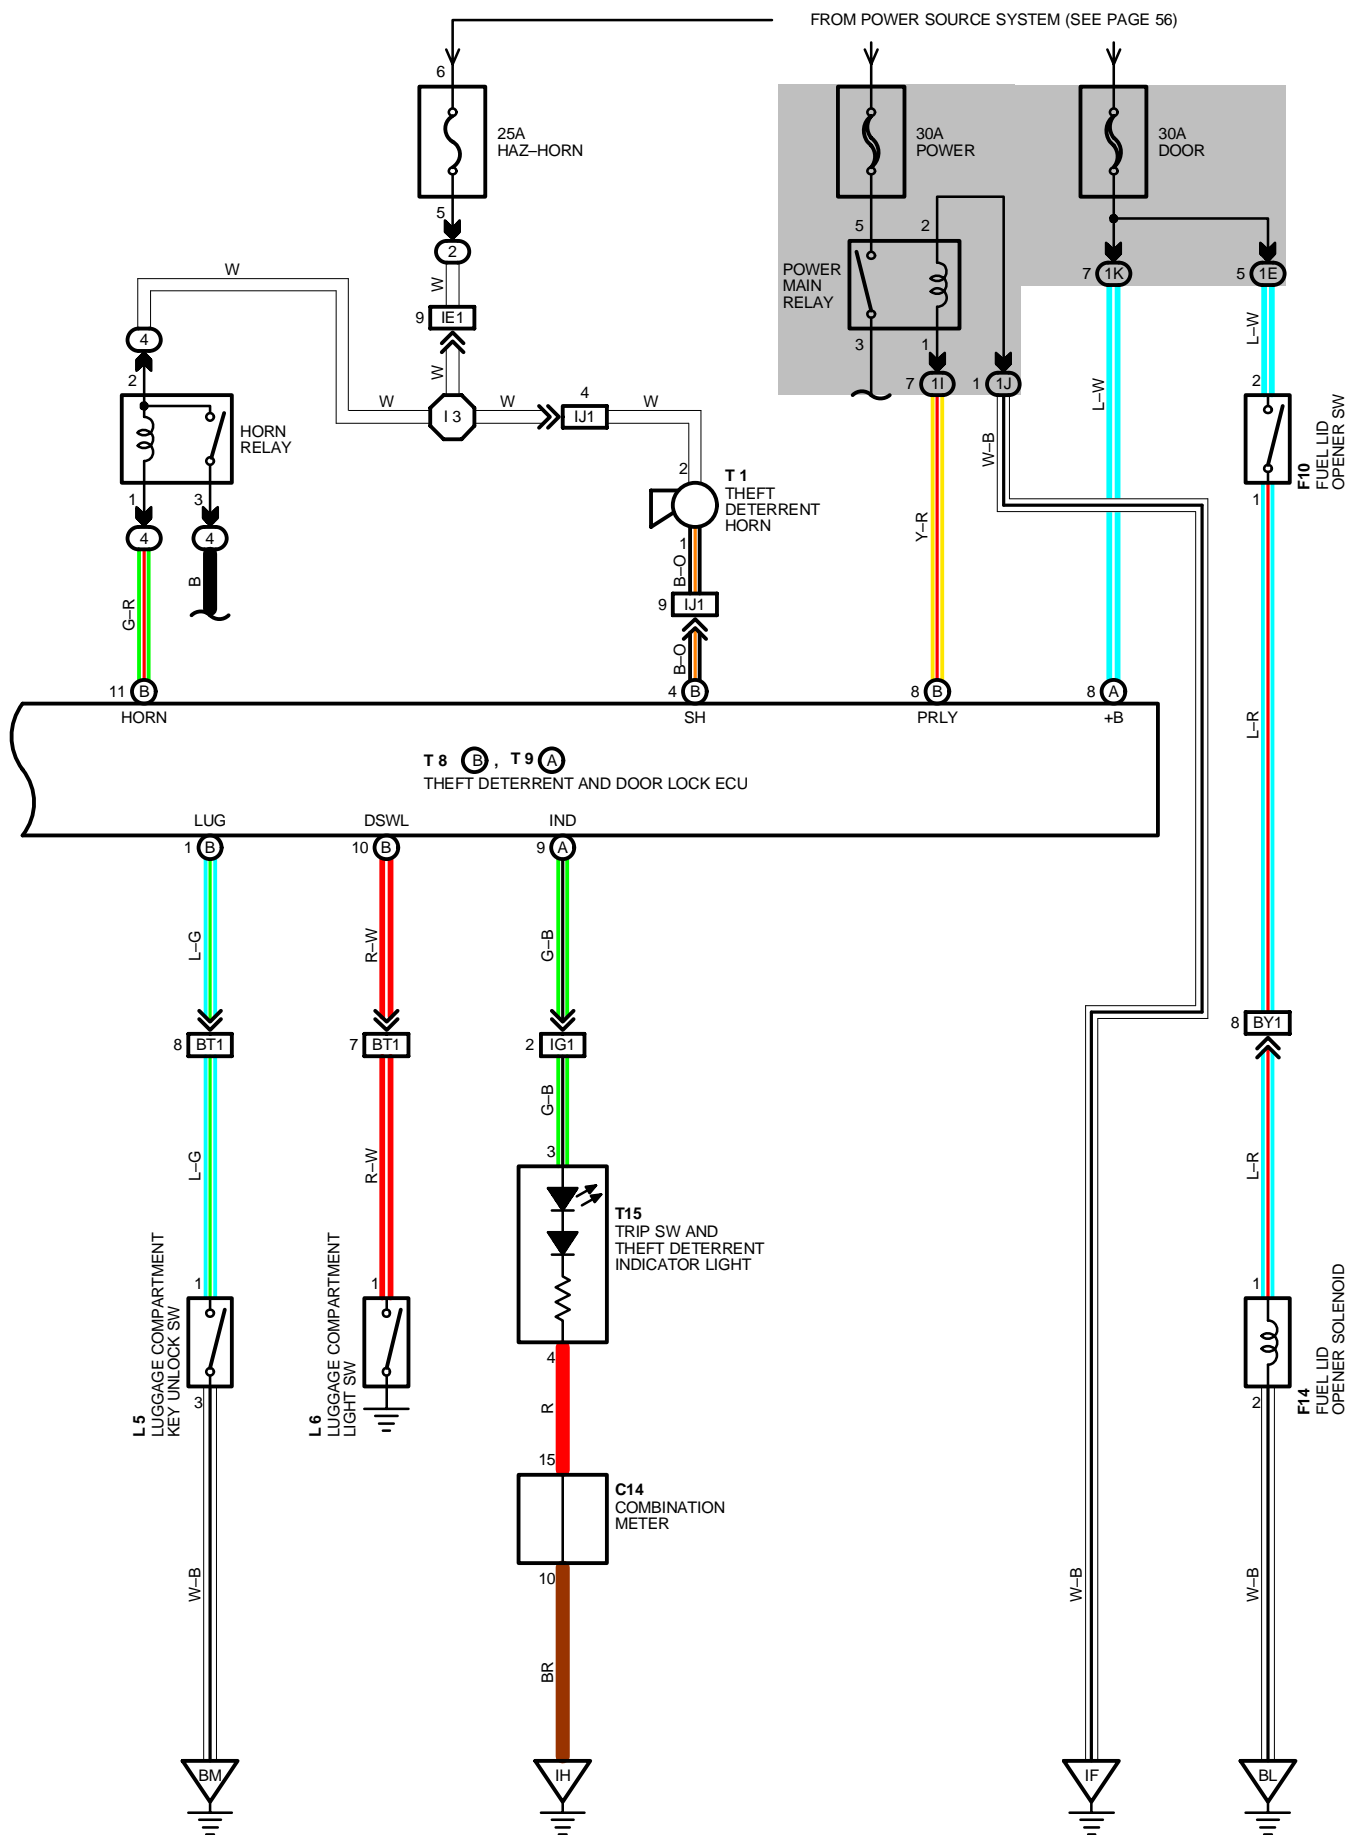 FROM POWER SOURCE SYSTEM (SEE PAGE 56)
6
25A
HAZ–HORN
30A
POWER
30A
DOOR
5
2
5
2
POWER
MAIN
RELAY
7 1K
5 1E
W
W
9 IE1
4
2
W
3
1
7 1I
1 1J
L–W
L–W
2
W
I 3
W
4
IJ1
W
HORN
RELAY
W–B
F10
FUEL LID
OPENER SW
1
2
T 1
THEFT
DETERRENT
HORN
1
3
4
4
1
B–O
9 IJ1
Y–R
G–R
B
B–O
L–R
11 B
4 B
8 B
8 A
HORN
SH
PRLY
+B
T 8 B , T 9 A
THEFT DETERRENT AND DOOR LOCK ECU
LUG
DSWL
IND
1 B
10 B
9 A
L–G
R–W
G–B
8 BY1
8 BT1
7 BT1
2 IG1
L–G
R–W
G–B
L–R
3
T15
TRIP SW AND
THEFT DETERRENT
INDICATOR LIGHT
1
1
1
L 5
LUGGAGE COMPARTMENT
KEY UNLOCK SW
L 6
LUGGAGE COMPARTMENT
LIGHT SW
F14
FUEL LID
OPENER SOLENOID
3
4
2
R
15
C14
COMBINATION
METER
10
W–B
BR
W–B
W–B
BM
IH
IF
BL